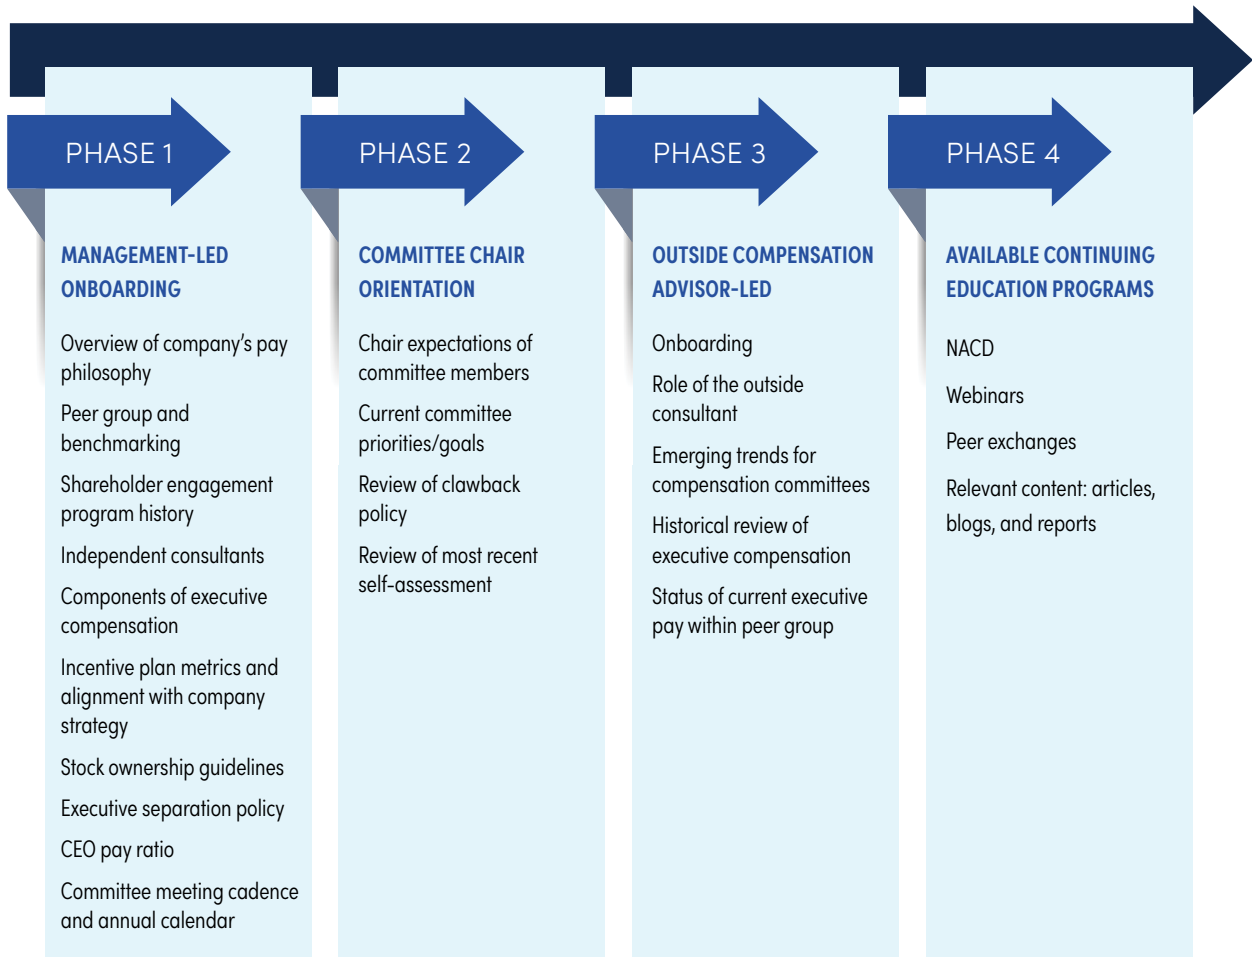 PHASE 1
MANAGEMENT-LED
ONBOARDING
Overview of company’s pay
philosophy
Peer group and
benchmarking
Shareholder engagement
program history
Independent consultants
Components of executive
compensation
Incentive plan metrics and
alignment with company
strategy
Stock ownership guidelines
Executive separation policy
CEO pay ratio
Committee meeting cadence
and annual calendar
PHASE 2
COMMITTEE CHAIR
ORIENTATION
Chair expectations of
committee members
Current committee
priorities/goals
Review of clawback
policy
Review of most recent
self-assessment
PHASE 3
OUTSIDE COMPENSATION
ADVISOR-LED
Onboarding
Role of the outside
consultant
Emerging trends for
compensation committees
Historical review of
executive compensation
Status of current executive
pay within peer group
PHASE 4
AVAILABLE CONTINUING
EDUCATION PROGRAMS
NACD
Webinars
Peer exchanges
Relevant content: articles,
blogs, and reports